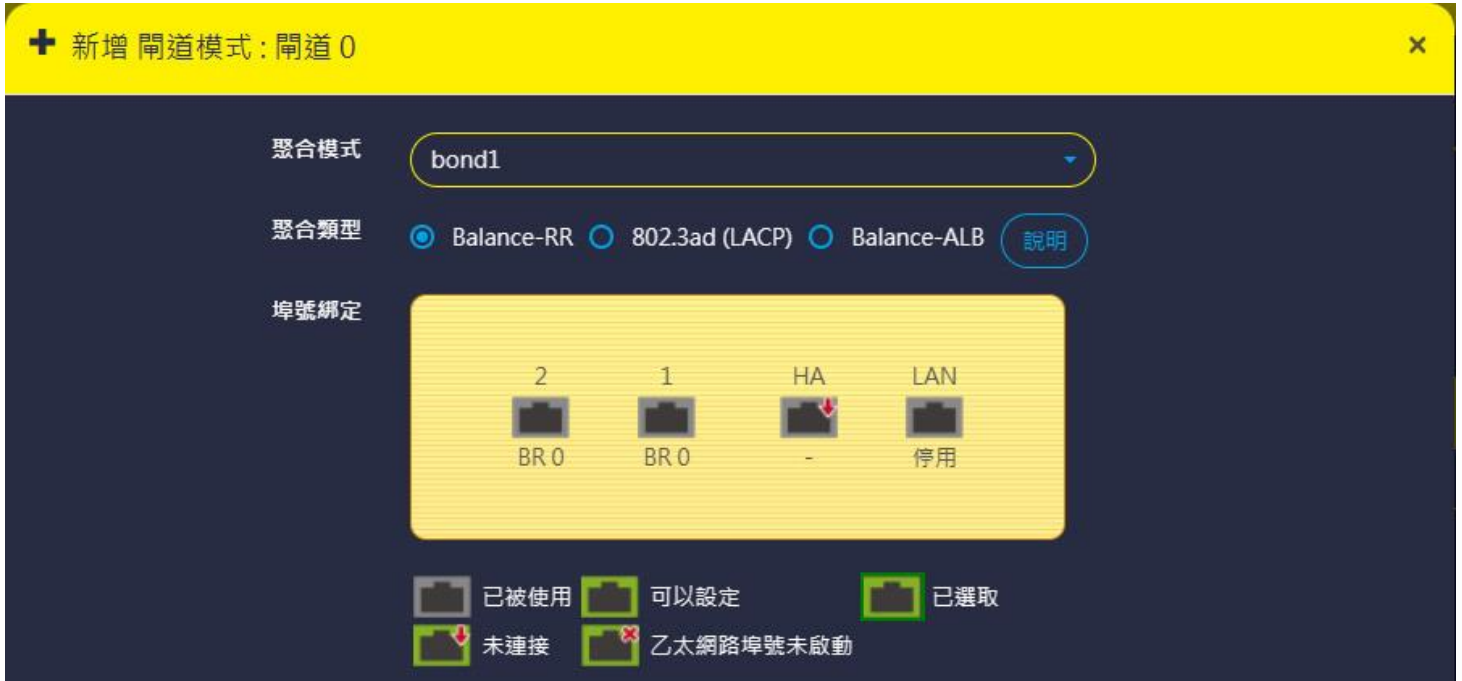 新增 閘道模式 : 閘道 0
聚合模式
bond1
聚合類型
Balance-RR 802.3ad (LACP) Balance-ALB 說明
埠號綁定
2 1 HA LAN
BR 0 BR 0 - 停用
已被使用 可以設定 已選取
未連接 乙太網路埠號未啟動